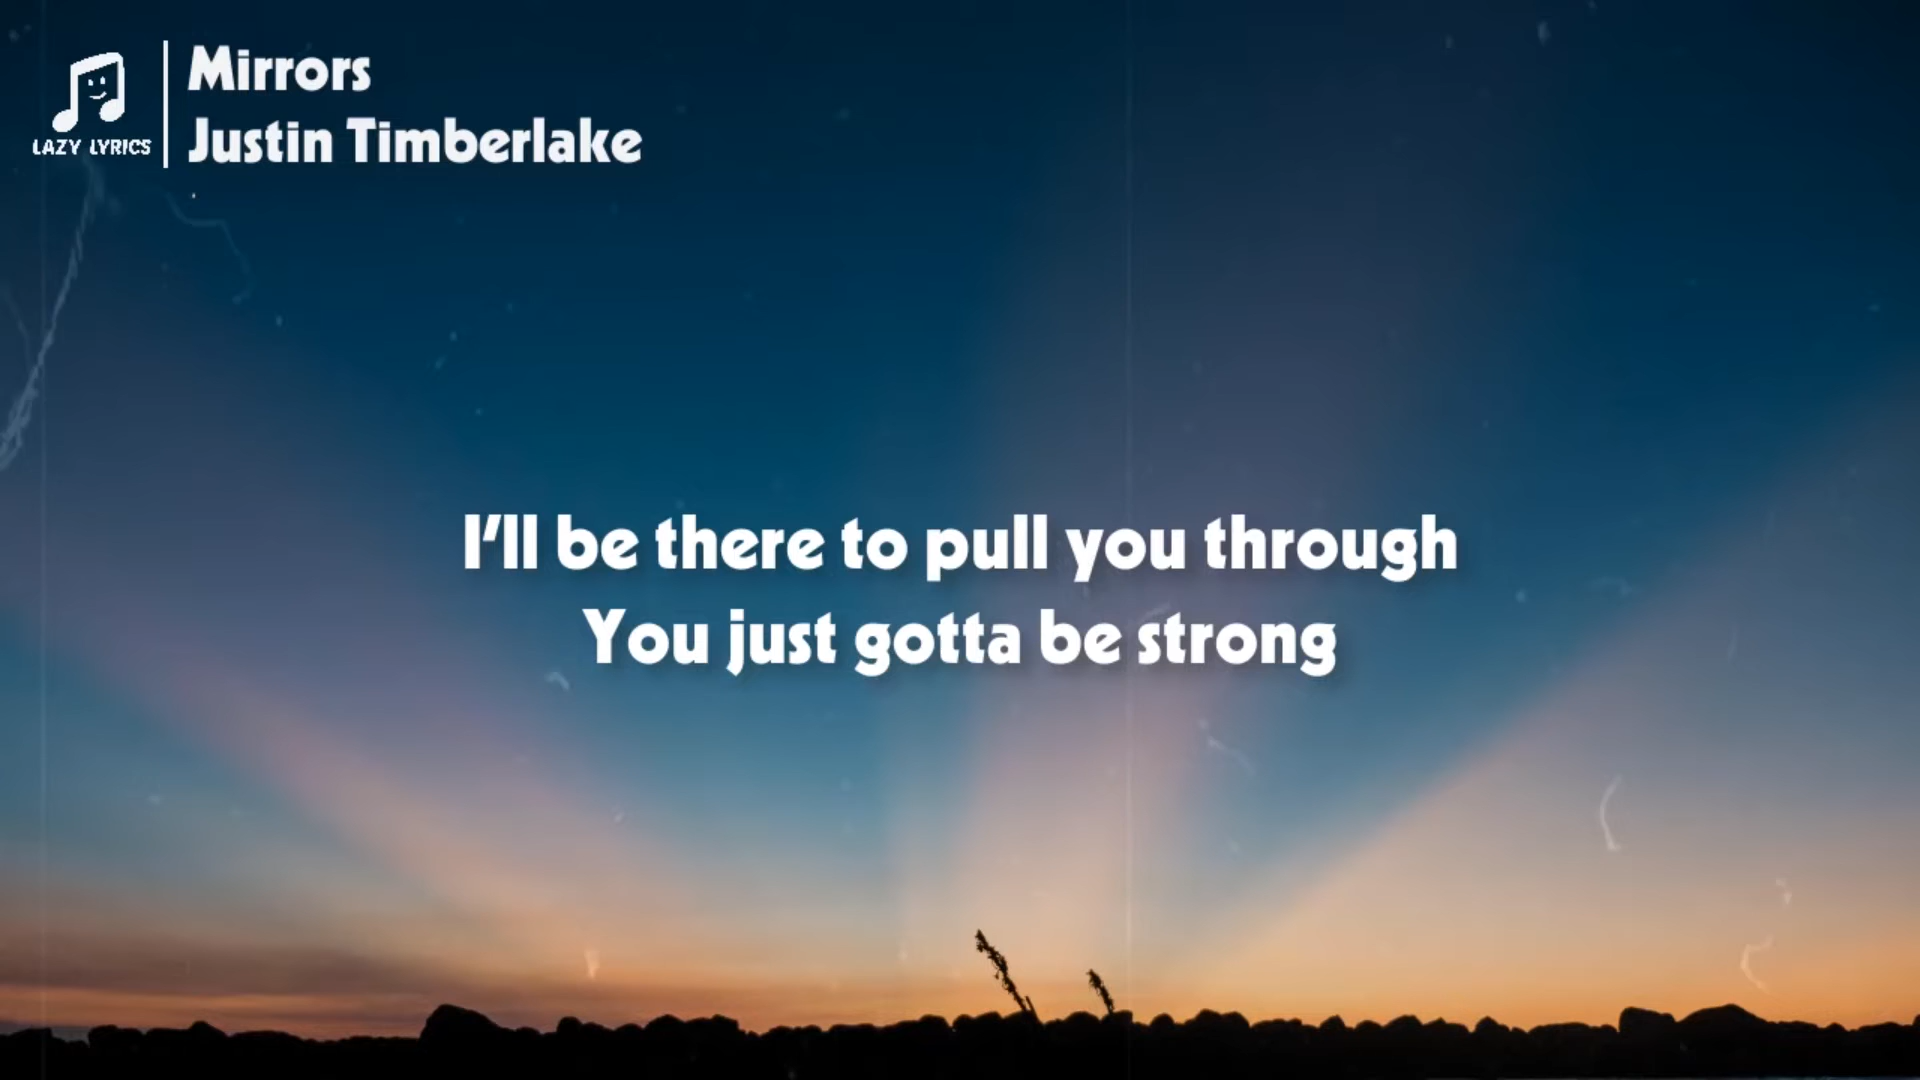 Mirrors
Justin Timberlake
LAZY LYRICS
I'll be there to pull you through
You just gotta be strong